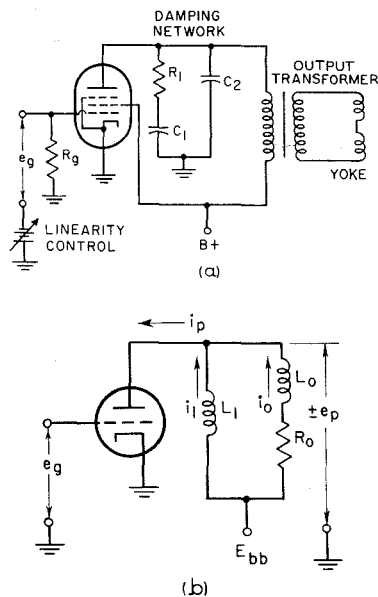 DAMPING
NETWORK
R1
C2
C1
OUTPUT
TRANSFORMER
YOKE
eg
Rg
LINEARITY
CONTROL
B+
(a)
ip
i1
L1
io
Lo
Ro
±ep
eg
Ebb
(b)